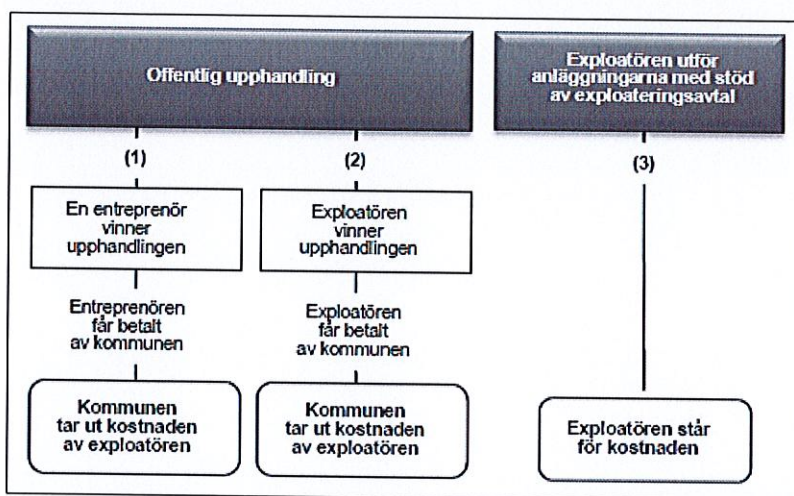 Offentlig upphandling
Exploatören utför
anläggningarna med stöd
av exploateringsavtal
(1)
(2)
(3)
En entreprenör
vinner
upphandlingen
Exploatören
vinner
upphandlingen
Entreprenören
får betalt
av kommunen
Exploatören
får betalt
av kommunen
Kommunen
tar ut kostnaden
av exploatören
Kommunen
tar ut kostnaden
av exploatören
Exploatören står
för kostnaden